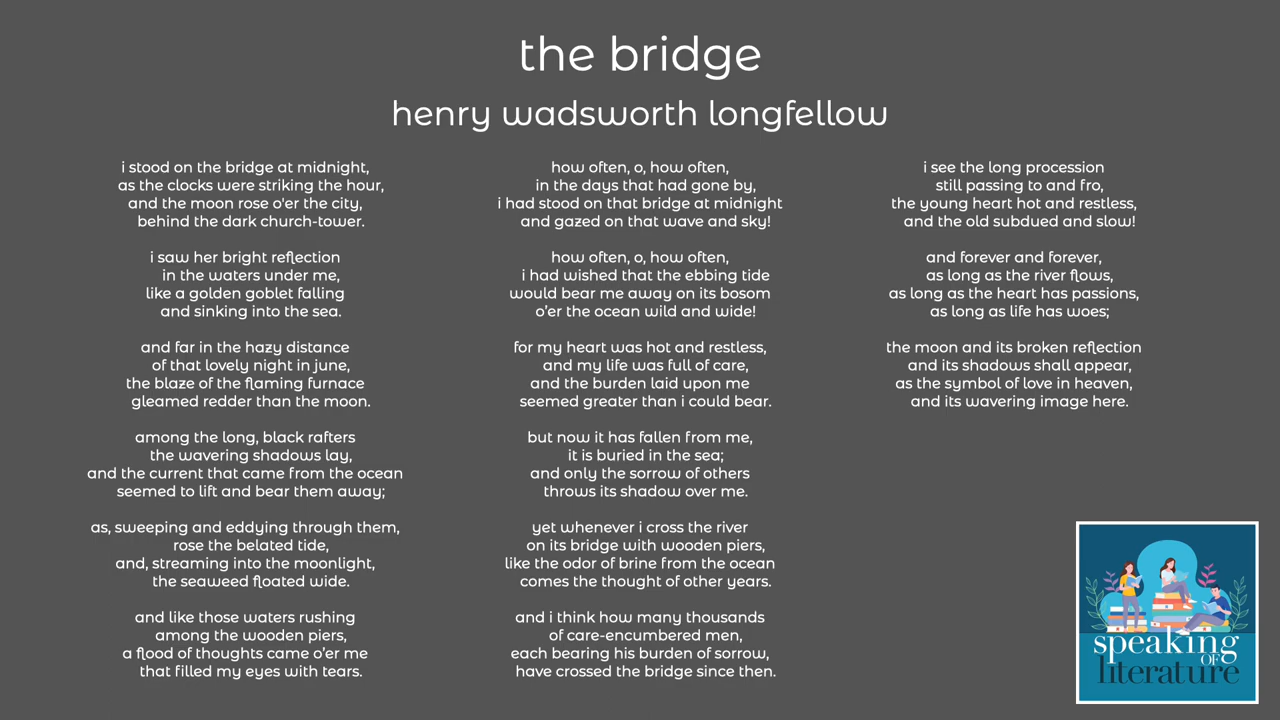 the bridge
henry wadsworth longfellow
i stood on the bridge at midnight,
as the clocks were striking the hour,
and the moon rose o'er the city,
behind the dark church-tower.
i saw her bright reflection
in the waters under me,
like a golden goblet falling
and sinking into the sea.
and far in the hazy distance
of that lovely night in june,
the blaze of the flaming furnace
gleamed redder than the moon.
among the long, black rafters
the wavering shadows lay,
and the current that came from the ocean
seemed to lift and bear them away;
as, sweeping and eddying through them,
rose the belated tide,
and, streaming into the moonlight,
the seaweed floated wide.
and like those waters rushing
among the wooden piers,
a flood of thoughts came o'er me
that filled my eyes with tears.
how often, o, how often,
in the days that had gone by,
i had stood on that bridge at midnight
and gazed on that wave and sky!
how often, o, how often,
i had wished that the ebbing tide
would bear me away on its bosom
o'er the ocean wild and wide!
for my heart was hot and restless,
and my life was full of care,
and the burden laid upon me
seemed greater than i could bear.
but now it has fallen from me,
it is buried in the sea;
and only the sorrow of others
throws its shadow over me.
yet whenever i cross the river
on its bridge with wooden piers,
like the odor of brine from the ocean
comes the thought of other years.
and i think how many thousands
of care-encumbered men,
each bearing his burden of sorrow,
have crossed the bridge since then.
i see the long procession
still passing to and fro,
the young heart hot and restless,
and the old subdued and slow!
and forever and forever,
as long as the river flows,
as long as the heart has passions,
as long as life has woes;
the moon and its broken reflection
and its shadows shall appear,
as the symbol of love in heaven,
and its wavering image here.
speaking
OF
literature